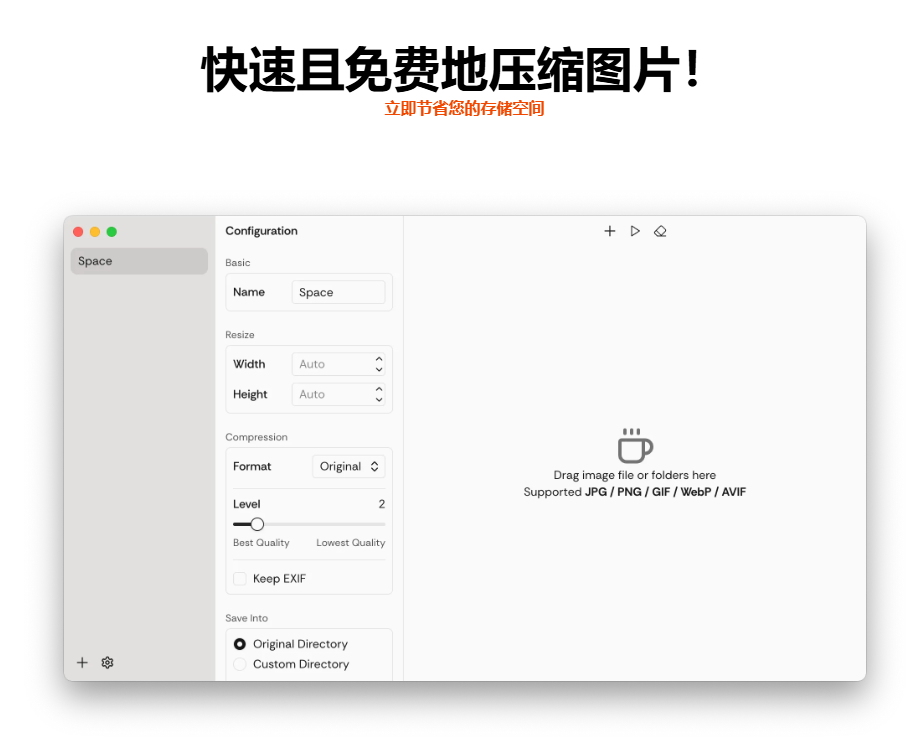 快速且免费地压缩图片!
立即节省您的存储空间
Space
Configuration
Basic
Name Space
Resize
Width Auto
Height Auto
Compression
Format Original
Level 2
Best Quality Lowest Quality
Keep EXIF
Save Into
Original Directory
Custom Directory
Drag image file or folders here
Supported JPG / PNG / GIF / WebP / AVIF